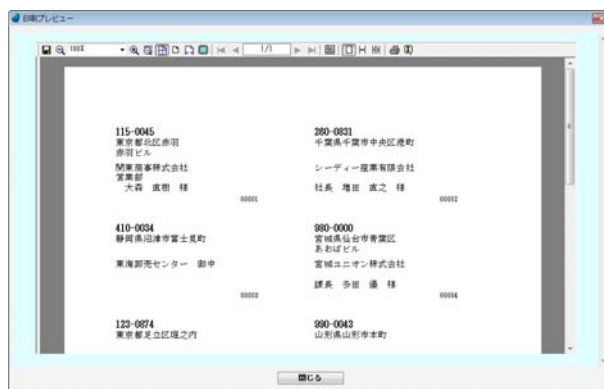 印刷プレビュー
100%
1/1
115-0045
東京都北区赤羽
赤羽ビル
関東商事株式会社
営業部
大森 直樹 様
00001
260-0831
千葉県千葉市中央区港町
シーディー産業有限会社
社長 増田 直之 様
00002
410-0034
静岡県沼津市富士見町
東海卸売センター 御中
00003
980-0000
宮城県仙台市青葉区
あおばビル
宮城ユニオン株式会社
課長 多田 優 様
00004
123-0874
東京都足立区堀之内
990-0043
山形県山形市本町
閉じる